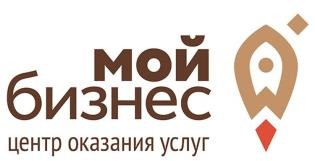 мой
бизнес
центр оказания услуг